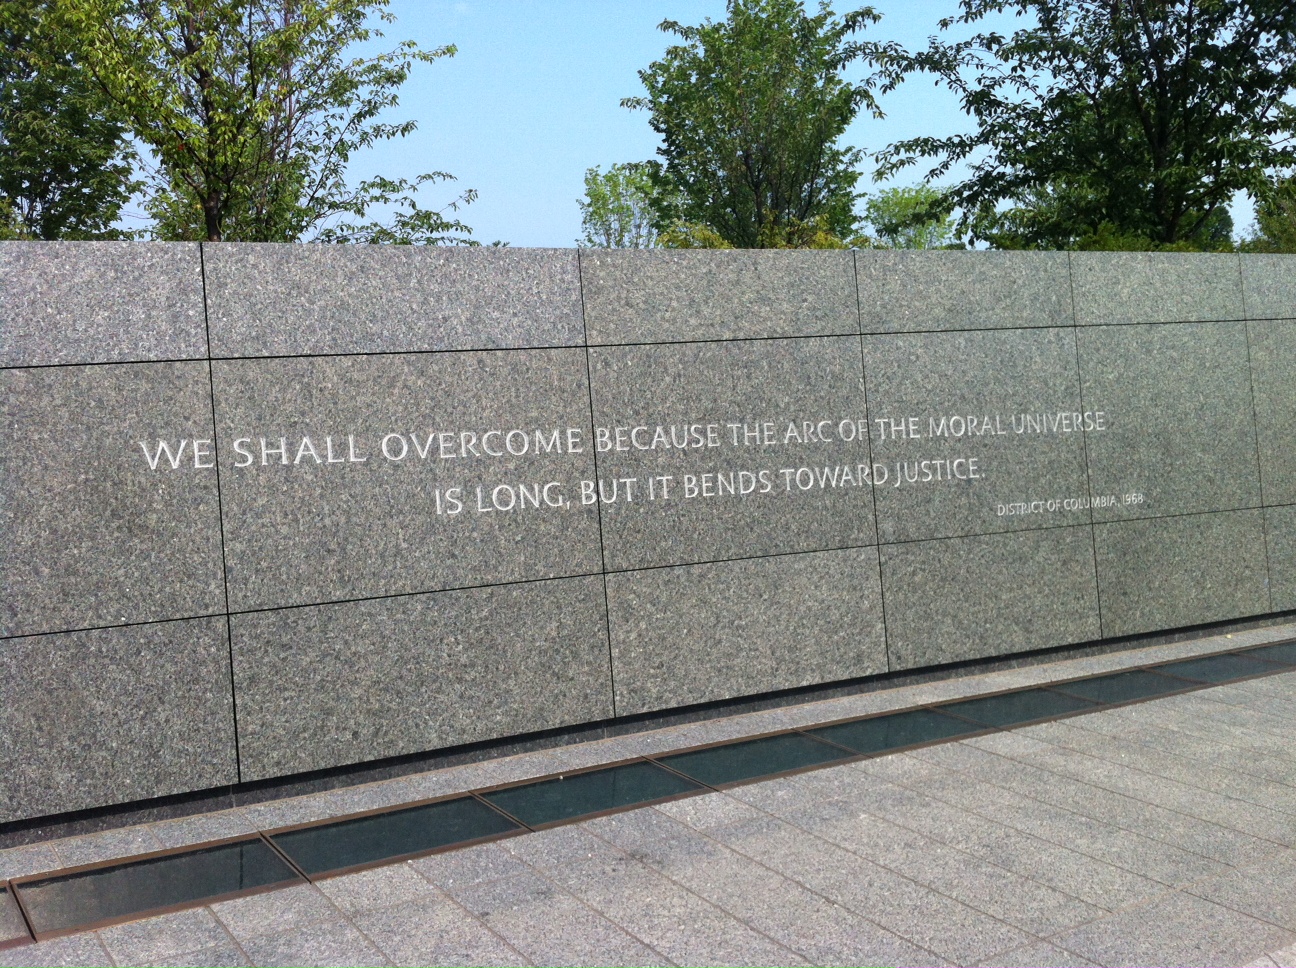 WE SHALL OVERCOME BECAUSE THE ARC OF THE MORAL UNIVERSE
IS LONG, BUT IT BENDS TOWARD JUSTICE.
DISTRICT OF COLUMBIA, 1968